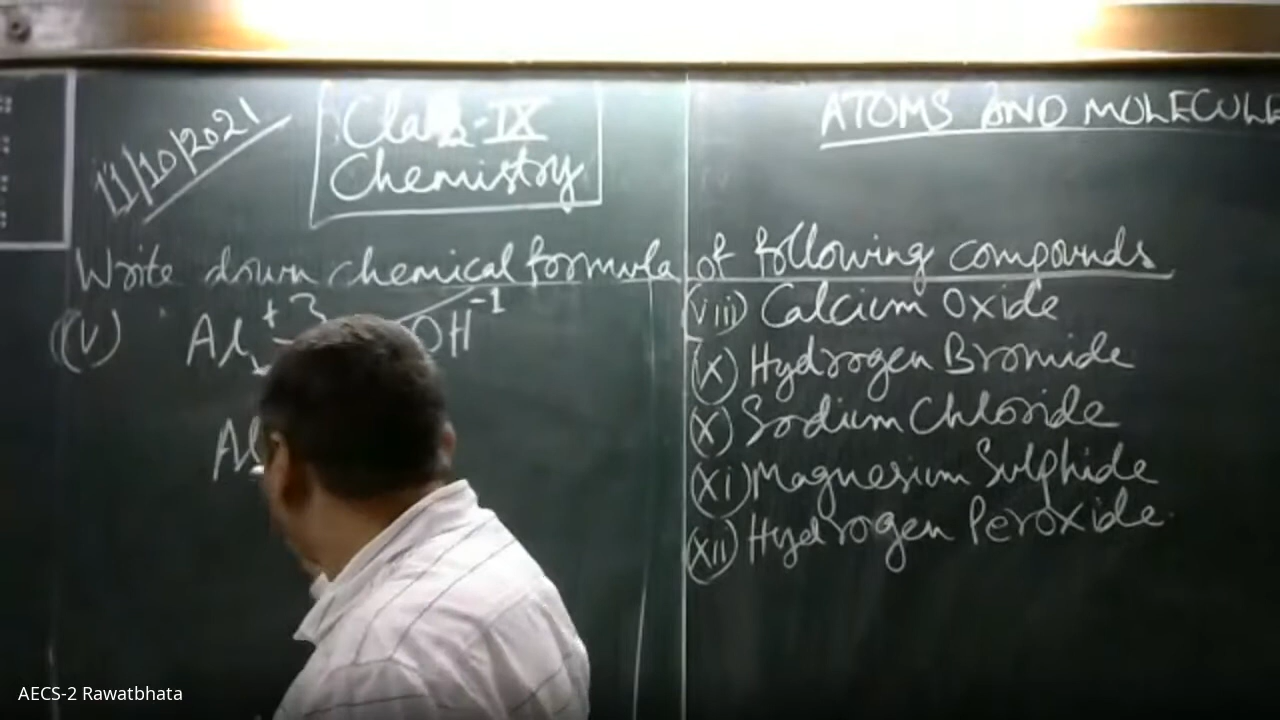 11/10/2021
Class-IX
Chemistry
ATOMS AND MOLECULE
Write down chemical formula of following compounds
(V) Al +3 OH -1
Al
(viii) Calcium Oxide
(x) Hydrogen Bromide
(x) Sodium Chloride
(xi) Magnesium Sulphide
(xii) Hydrogen Peroxide
AECS-2 Rawatbhata